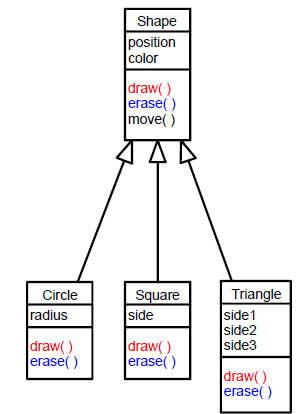 Shape
position
color
draw( )
erase( )
move( )
Circle
radius
draw( )
erase( )
Square
side
draw( )
erase( )
Triangle
side1
side2
side3
draw( )
erase( )